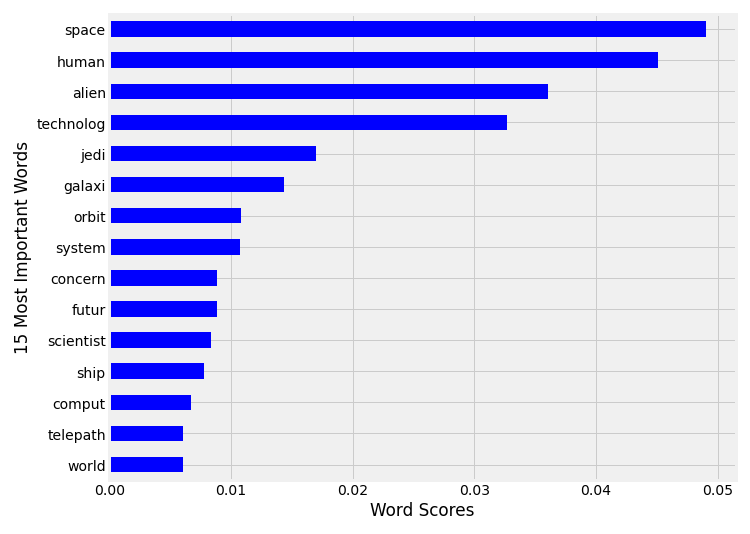 15 Most Important Words
space
human
alien
technolog
jedi
galaxi
orbit
system
concern
futur
scientist
ship
comput
telepath
world
0.00 0.01 0.02 0.03 0.04 0.05
Word Scores